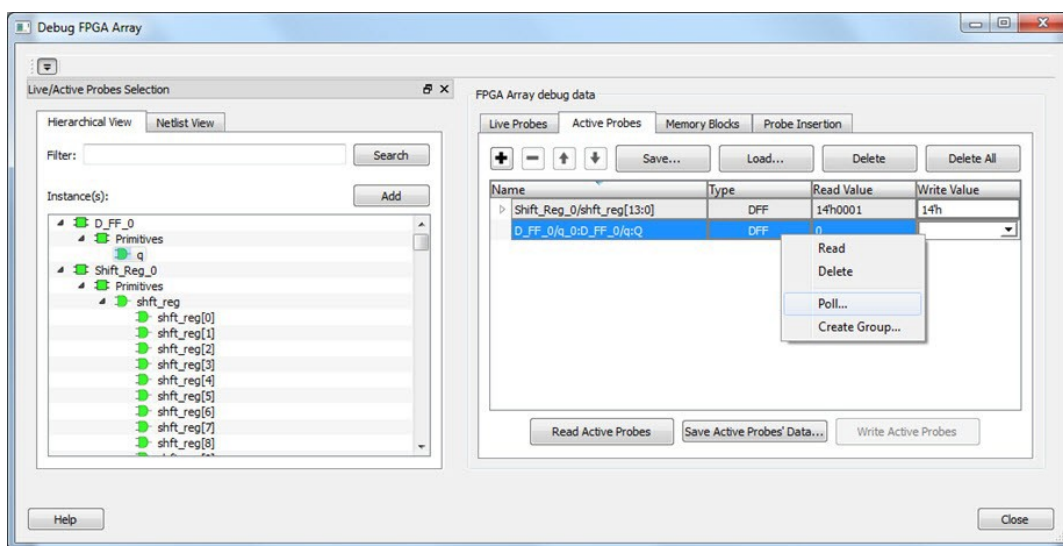 Debug FPGA Array
Live/Active Probes Selection
Hierarchical View Netlist View
Filter: Search
Instance(s): Add
D_FF_0
Primitives
q
Shift_Reg_0
Primitives
shft_reg
shft_reg[0]
shft_reg[1]
shft_reg[2]
shft_reg[3]
shft_reg[4]
shft_reg[5]
shft_reg[6]
shft_reg[7]
shft_reg[8]
FPGA Array debug data
Live Probes Active Probes Memory Blocks Probe Insertion
Save... Load... Delete Delete All
Name Type Read Value Write Value
Shift_Reg_0/shft_reg[13:0] DFF 14'h0001 14'h
D_FF_0/q_0:D_FF_0/q:Q DFF 0
Read
Delete
Poll...
Create Group...
Read Active Probes Save Active Probes' Data... Write Active Probes
Help Close